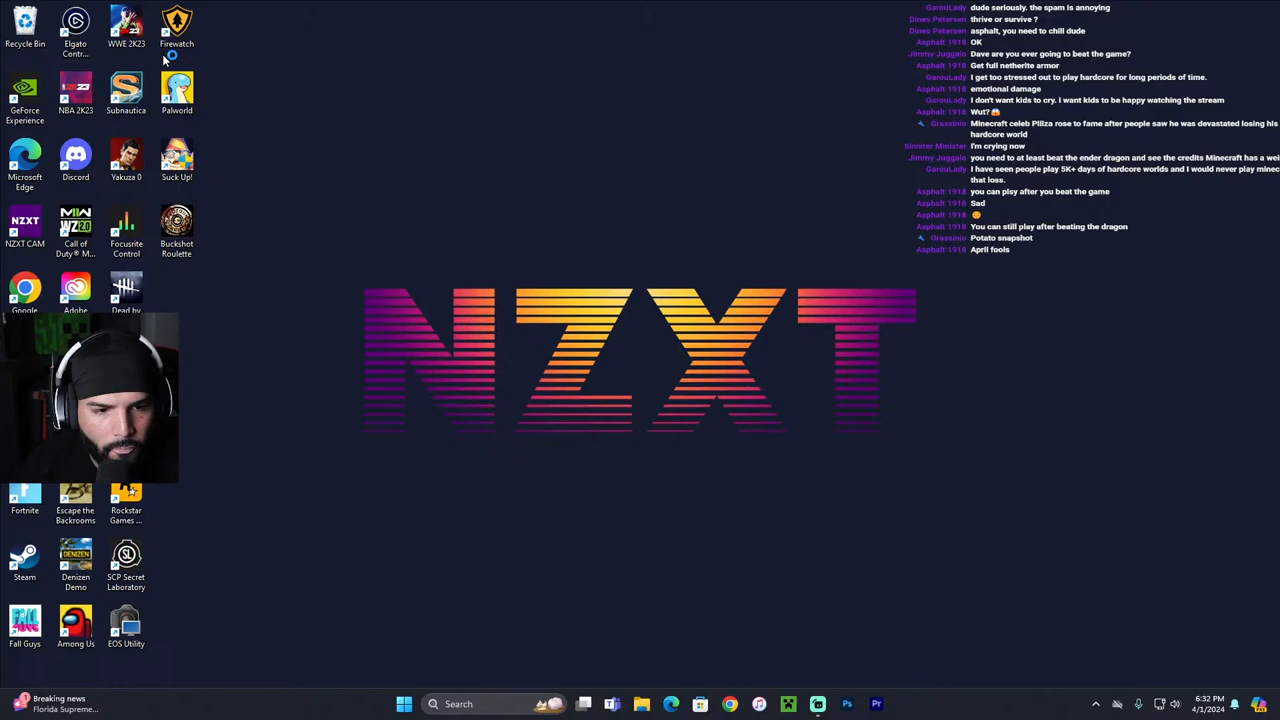 Recycle Bin
Elgato
Contr...
WWE 2K23
Firewatch
GeForce
Experience
NBA 2K23
Subnautica
Palworld
Microsoft
Edge
Discord
Yakuza 0
Suck Up!
NZXT
NZXT CAM
Call of
Duty® M...
Focusrite
Control
Buckshot
Roulette
Google
Adobe
Dead by
Fortnite
Escape the
Backrooms
Rockstar
Games ...
Steam
Denizen
Demo
SCP Secret
Laboratory
Fall Guys
Among Us
EOS Utility
NZXT
GarouLady dude seriously. the spam is annoying
Dines Petersen thrive or survive ?
Dines Petersen asphalt, you need to chill dude
Asphalt 1918 OK
Jimmy Juggalo Dave are you ever going to beat the game?
Asphalt 1918 Get full netherite armor
GarouLady I get too stressed out to play hardcore for long periods of time.
Asphalt 1918 emotional damage
GarouLady I don't want kids to cry. i want kids to be happy watching the stream
Asphalt 1918 Wut?😱
Grassinio Minecraft celeb Plllza rose to fame after people saw he was devastated losing his
hardcore world
Sinister Minister I'm crying now
Jimmy Juggalo you need to at least beat the ender dragon and see the credits Minecraft has a wei
GarouLady I have seen people play 5K+ days of hardcore worlds and I would never play minec
that loss.
Asphalt 1918 you can plsy after you beat the game
Asphalt 1918 Sad
Asphalt 1918
Asphalt 1918 You can still play after beating the dragon
Grassinio Potato snapshot
Asphalt 1918 April fools
Breaking news
Florida Supreme...
Search
Ps
Pr
6:32 PM
4/1/2024